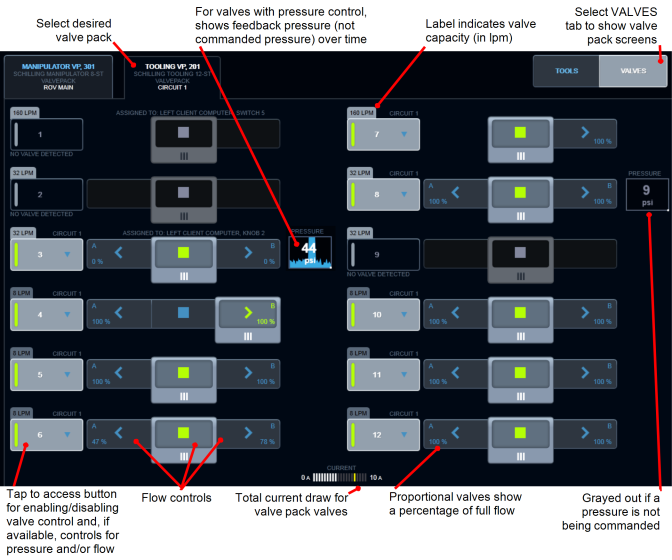 Select desired
valve pack
For valves with pressure control,
shows feedback pressure (not
commanded pressure) over time
Label indicates valve
capacity (in lpm)
Select VALVES
tab to show valve
pack screens
MANIPULATOR VP, 301
SCHILLING MANIPULATOR 8-ST
VALVEPACK
ROV MAIN
TOOLING VP, 201
SCHILLING TOOLING 12-ST
VALVEPACK
CIRCUIT 1
TOOLS
VALVES
160 LPM
ASSIGNED TO: LEFT CLIENT COMPUTER, SWITCH 5
1
NO VALVE DETECTED
32 LPM
2
NO VALVE DETECTED
32 LPM
ASSIGNED TO: LEFT CLIENT COMPUTER, KNOB 2
3
A
0 %
B
0 %
PRESSURE
44
psi
8 LPM
CIRCUIT 1
4
A
100 %
B
100 %
8 LPM
CIRCUIT 1
5
A
100 %
B
100 %
8 LPM
CIRCUIT 1
6
A
47 %
B
78 %
160 LPM
CIRCUIT 1
7
100 %
32 LPM
CIRCUIT 1
8
A
100 %
B
100 %
PRESSURE
9
psi
32 LPM
9
NO VALVE DETECTED
8 LPM
CIRCUIT 1
10
A
100 %
B
100 %
8 LPM
CIRCUIT 1
11
A
100 %
B
100 %
8 LPM
CIRCUIT 1
12
A
100 %
B
100 %
CURRENT
0 A
10 A
Tap to access button
for enabling/disabling
valve control and, if
available, controls for
pressure and/or flow
Flow controls
Total current draw for
valve pack valves
Proportional valves show
a percentage of full flow
Grayed out if a
pressure is not
being commanded